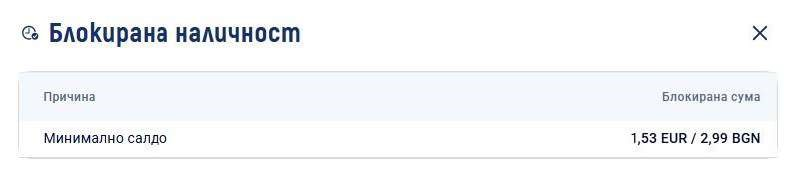 Блокирана наличност
Причина Блокирана сума
Минимално салдо 1,53 EUR / 2,99 BGN